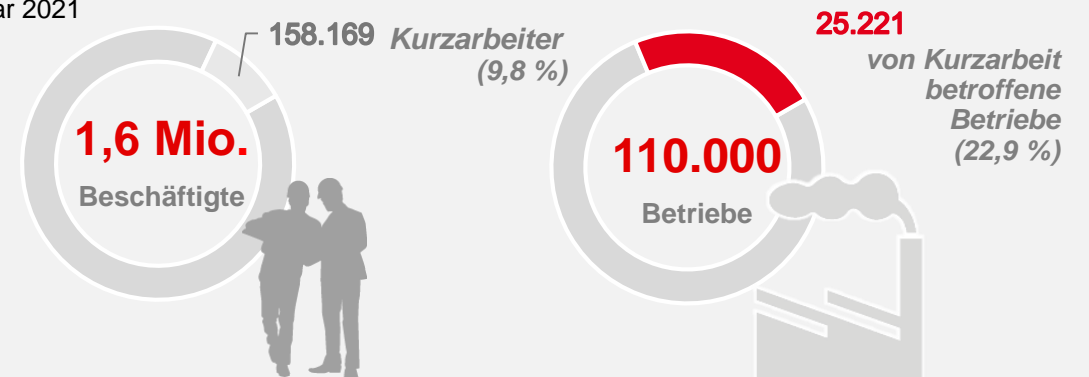 2021
158.169 Kurzarbeiter
(9,8 %)
1,6 Mio.
Beschäftigte
25.221
von Kurzarbeit
betroffene
Betriebe
(22,9 %)
110.000
Betriebe